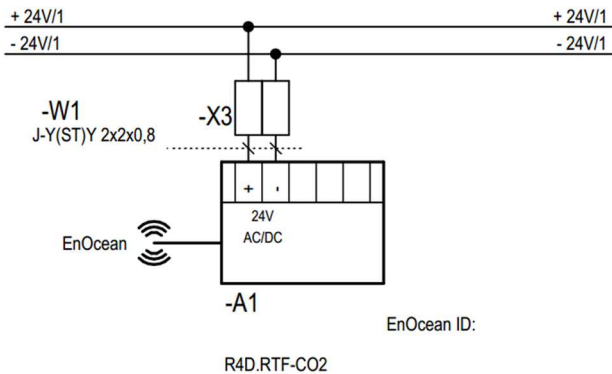 + 24V/1 + 24V/1
- 24V/1 - 24V/1
-W1
-X3
J-Y(ST)Y 2x2x0,8
+ -
24V
AC/DC
EnOcean
-A1
EnOcean ID:
R4D.RTF-CO2